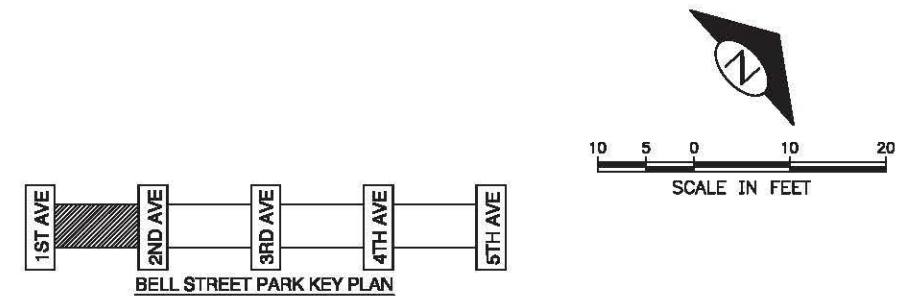 N
10 5 0 10 20
SCALE IN FEET
1ST AVE
2ND AVE
3RD AVE
4TH AVE
5TH AVE
BELL STREET PARK KEY PLAN